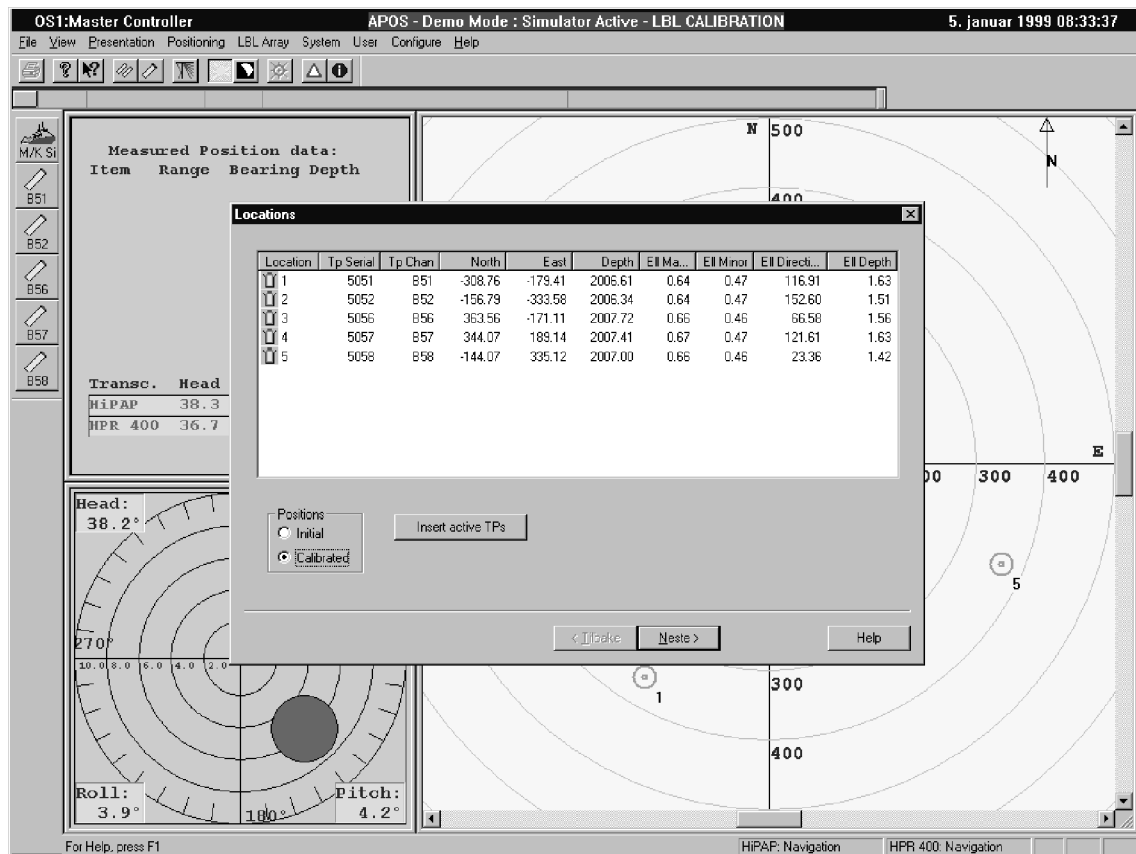 OS1:Master Controller APOS - Demo Mode : Simulator Active - LBL CALIBRATION 5. januar 1999 08:33:37
File View Presentation Positioning LBL Array System User Configure Help
M/K Si
B51
B52
B56
B57
B58
Measured Position data:
Item Range Bearing Depth
Transc. Head
HiPAP 38.3
HPR 400 36.7
N 500
N
400
Locations
Location Tp Serial Tp Chan North East Depth Ell Ma... Ell Minor Ell Directi... Ell Depth
1 5051 B51 -308.76 -179.41 2006.61 0.64 0.47 116.91 1.63
2 5052 B52 -156.79 -333.58 2006.34 0.64 0.47 152.60 1.51
3 5056 B56 363.56 -171.11 2007.72 0.66 0.46 66.58 1.56
4 5057 B57 344.07 189.14 2007.41 0.67 0.47 121.61 1.63
5 5058 B58 -144.07 335.12 2007.00 0.66 0.46 23.36 1.42
Positions
Initial
Calibrated
Insert active TPs
< Tilbake Neste > Help
E
00 300 400
5
1
300
400
Head:
38.2°
270°
10.0 8.0 6.0 4.0 2.0
180°
Roll:
3.9°
Pitch:
4.2°
For Help, press F1 HiPAP: Navigation HPR 400: Navigation